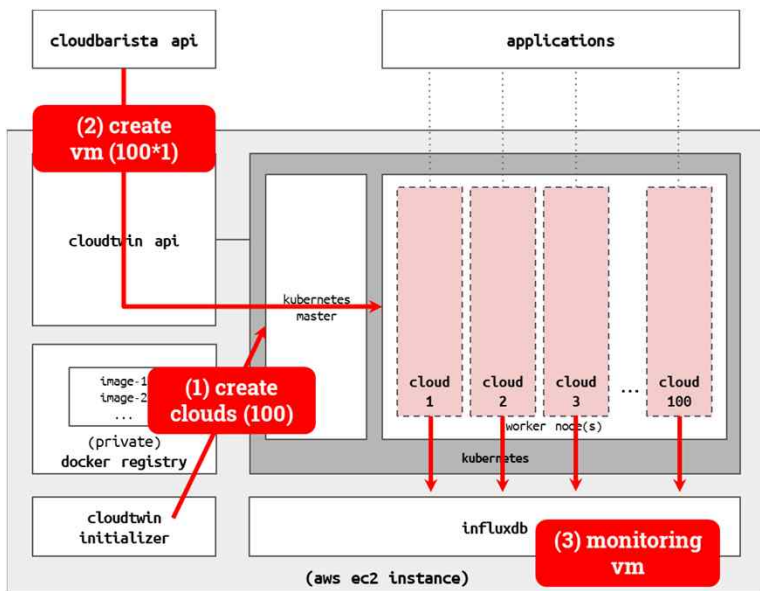 cloudbarista api
applications
(2) create
vm (100*1)
cloudtwin api
kubernetes
master
cloud
1
cloud
2
cloud
3
...
cloud
100
worker node(s)
kubernetes
image-1
image-2
...
(private)
docker registry
(1) create
clouds (100)
cloudtwin
initializer
influxdb
(3) monitoring
vm
(aws ec2 instance)